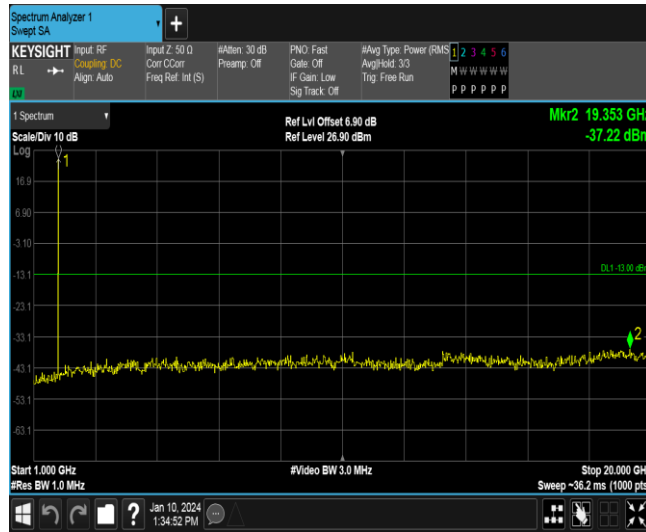 Spectrum Analyzer 1
Swept SA
+
KEYSIGHT Input: RF Input Z: 50 Ω #Atten: 30 dB PNO: Fast #Avg Type: Power (RMS 1 2 3 4 5 6
RL Coupling: DC Corr CCorr Preamp: Off Gate: Off Avg|Hold: 3/3 M W W W W W
Align: Auto Freq Ref: Int (S) IF Gain: Low Trig: Free Run
LXI Sig Track: Off P P P P P P
1 Spectrum Ref Lvl Offset 6.90 dB Mkr2 19.353 GHz
Scale/Div 10 dB Ref Level 26.90 dBm -37.22 dBm
Log
1
16.9
6.90
-3.10
-13.1 DL1 -13.00 dBm
-23.1
-33.1 2
-43.1
-53.1
-63.1
Start 1.000 GHz #Video BW 3.0 MHz Stop 20.000 GHz
#Res BW 1.0 MHz Sweep ~36.2 ms (1000 pts
? Jan 10, 2024
1:34:52 PM